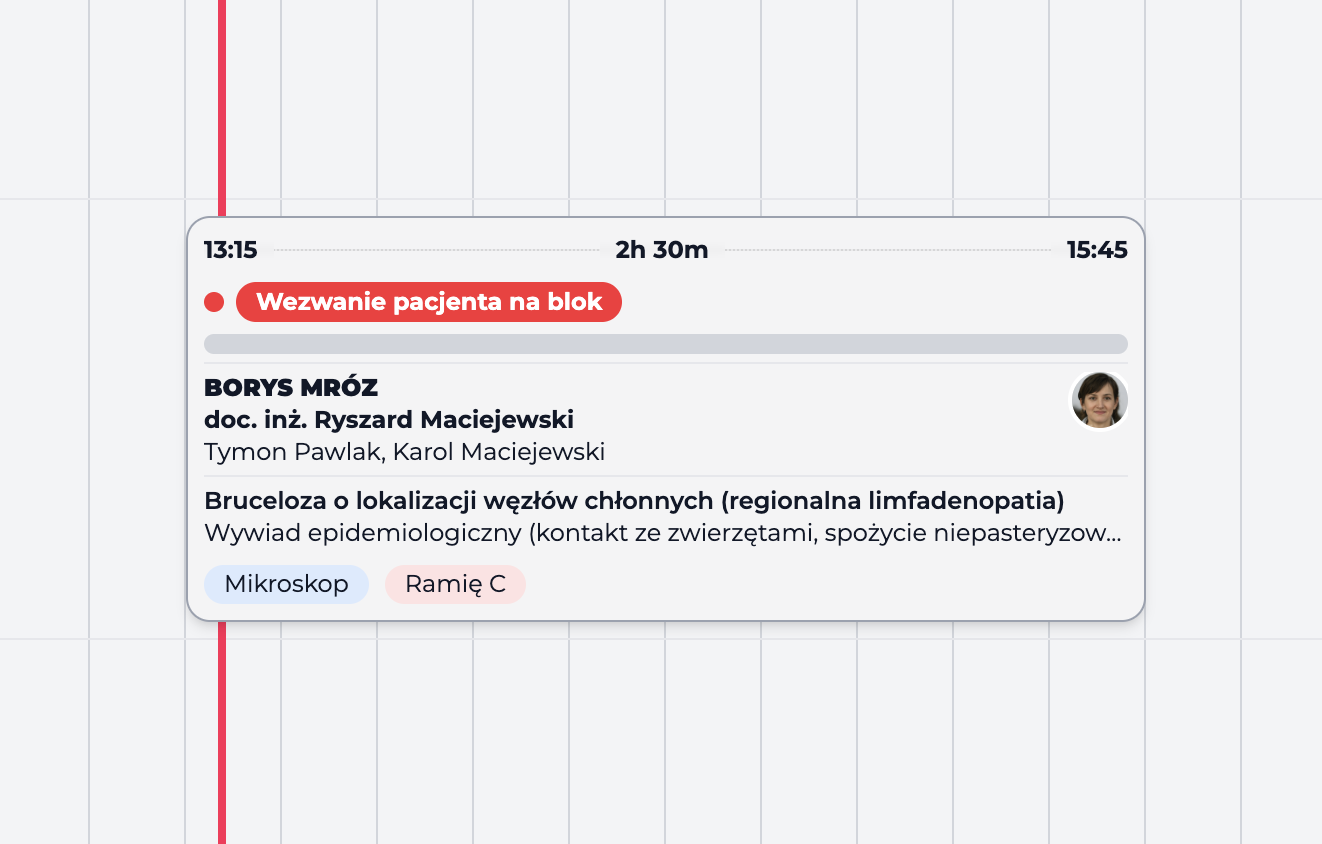 13:15 2h 30m 15:45
Wezwanie pacjenta na blok
BORYS MRÓZ
doc. inż. Ryszard Maciejewski
Tymon Pawlak, Karol Maciejewski
Bruceloza o lokalizacji węzłów chłonnych (regionalna limfadenopatia)
Wywiad epidemiologiczny (kontakt ze zwierzętami, spożycie niepasteryzow...
Mikroskop Ramię C